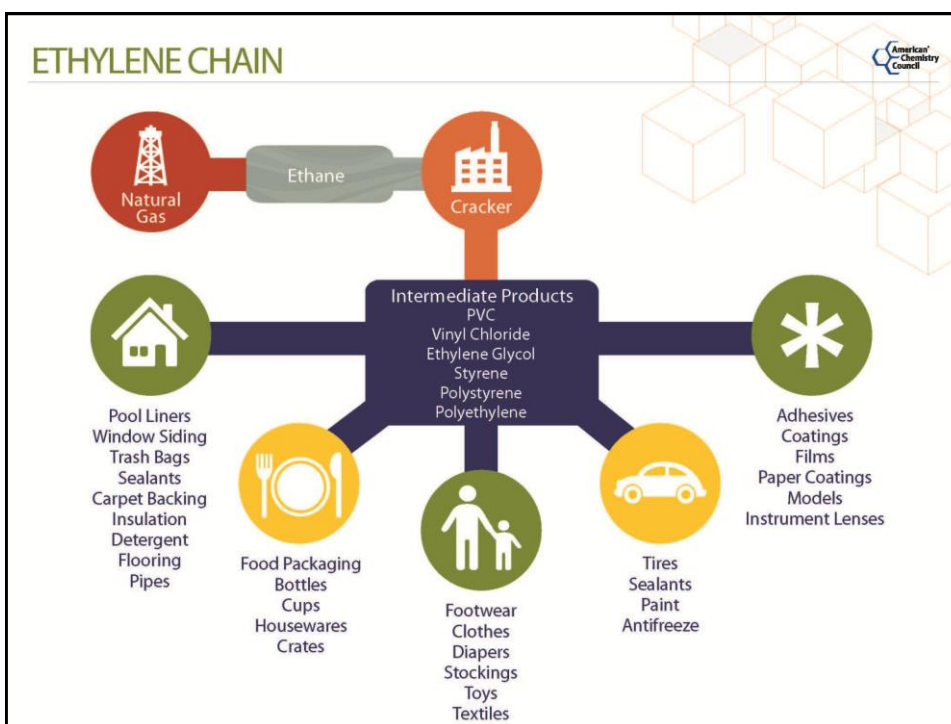 ETHYLENE CHAIN
American
Chemistry
Council
Natural
Gas
Ethane
Cracker
Intermediate Products
PVC
Vinyl Chloride
Ethylene Glycol
Styrene
Polystyrene
Polyethylene
Pool Liners
Window Siding
Trash Bags
Sealants
Carpet Backing
Insulation
Detergent
Flooring
Pipes
Food Packaging
Bottles
Cups
Housewares
Crates
Footwear
Clothes
Diapers
Stockings
Toys
Textiles
Tires
Sealants
Paint
Antifreeze
Adhesives
Coatings
Films
Paper Coatings
Models
Instrument Lenses